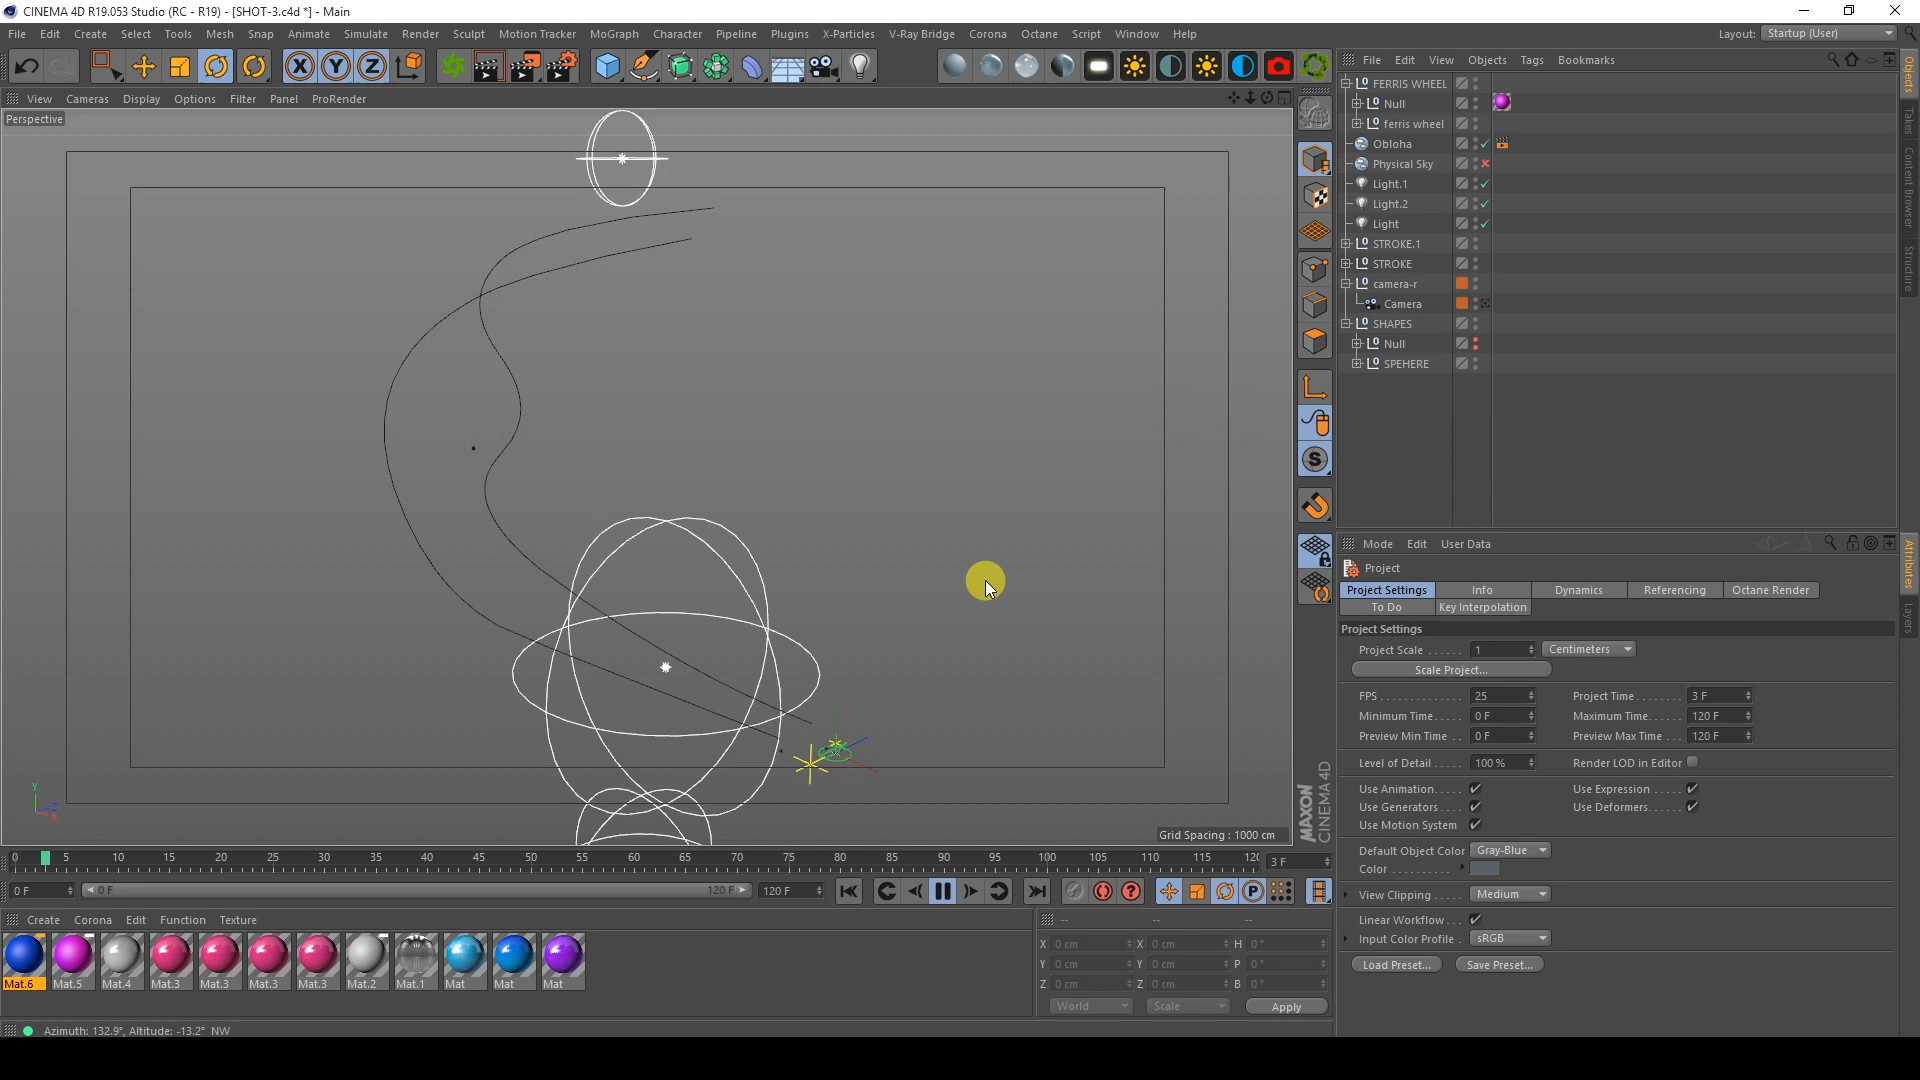 CINEMA 4D R19.053 Studio (RC - R19) - [SHOT-3.c4d *] - Main
File Edit Create Select Tools Mesh Snap Animate Simulate Render Sculpt Motion Tracker MoGraph Character Pipeline Plugins X-Particles V-Ray Bridge Corona Octane Script Window Help Layout: Startup (User)
File Edit View Objects Tags Bookmarks
View Cameras Display Options Filter Panel ProRender
Perspective
FERRIS WHEEL
Null
ferris wheel
Obloha
Physical Sky
Light.1
Light.2
Light
STROKE.1
STROKE
camera-r
Camera
SHAPES
Null
SPEHERE
Objects
Takes
Content Browser
Structure
Mode Edit User Data
Project
Project Settings Info Dynamics Referencing Octane Render
To Do Key Interpolation
Project Settings
Project Scale ...... 1 Centimeters
Scale Project...
FPS .............. 25 Project Time ........ 3 F
Minimum Time..... 0 F Maximum Time...... 120 F
Preview Min Time .. 0 F Preview Max Time ... 120 F
Level of Detail ..... 100 % Render LOD in Editor
Use Animation..... Use Expression .....
Use Generators.... Use Deformers......
Use Motion System
Default Object Color Gray-Blue
Color ..........
View Clipping ..... Medium
Linear Workflow...
Input Color Profile . sRGB
Load Preset... Save Preset...
Attributes
Layers
Y
Z
X
Grid Spacing : 1000 cm
MAXON
CINEMA 4D
0 5 10 15 20 25 30 35 40 45 50 55 60 65 70 75 80 85 90 95 100 105 110 115 120 3 F
0 F 0 F 120 F 120 F
Create Corona Edit Function Texture
-- -- --
Mat.6 Mat.5 Mat.4 Mat.3 Mat.3 Mat.3 Mat.3 Mat.2 Mat.1 Mat Mat Mat
X 0 cm X 0 cm H 0 °
Y 0 cm Y 0 cm P 0 °
Z 0 cm Z 0 cm B 0 °
World Scale Apply
Azimuth: 132.9°, Altitude: -13.2° NW